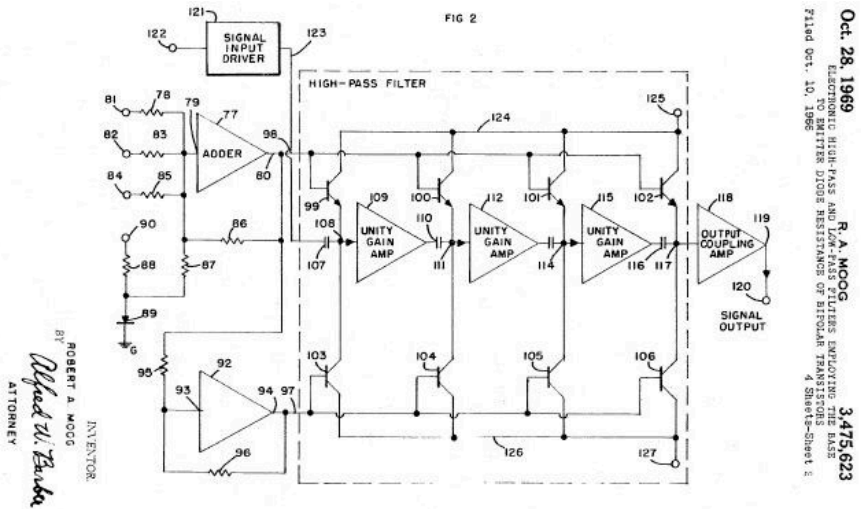 Oct. 28, 1969
R. A. MOOG
3,475,623
ELECTRONIC HIGH-PASS AND LOW-PASS FILTERS EMPLOYING THE BASE
TO EMITTER DIODE RESISTANCE OF BIPOLAR TRANSISTORS
Filed Oct. 10, 1966
4 Sheets-Sheet 2
FIG 2
121
122
SIGNAL
INPUT
DRIVER
123
HIGH-PASS FILTER
81
78
79
77
82
83
ADDER
98
80
84
85
90
86
88
87
89
G
95
92
93
94
97
96
124
125
99
100
101
102
107
108
109
UNITY
GAIN
AMP
110
111
112
UNITY
GAIN
AMP
114
115
UNITY
GAIN
AMP
116
117
118
OUTPUT
COUPLING
AMP
119
120
SIGNAL
OUTPUT
103
104
105
106
126
127
INVENTOR.
ROBERT A. MOOG
BY
Alfred W. Barber
ATTORNEY